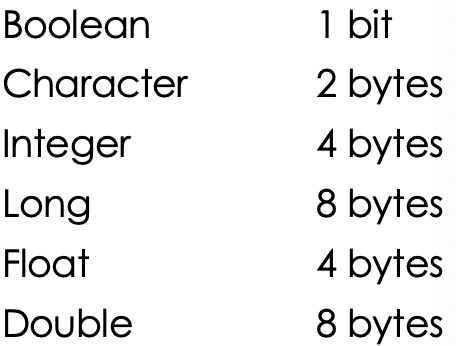 Boolean 1 bit
Character 2 bytes
Integer 4 bytes
Long 8 bytes
Float 4 bytes
Double 8 bytes